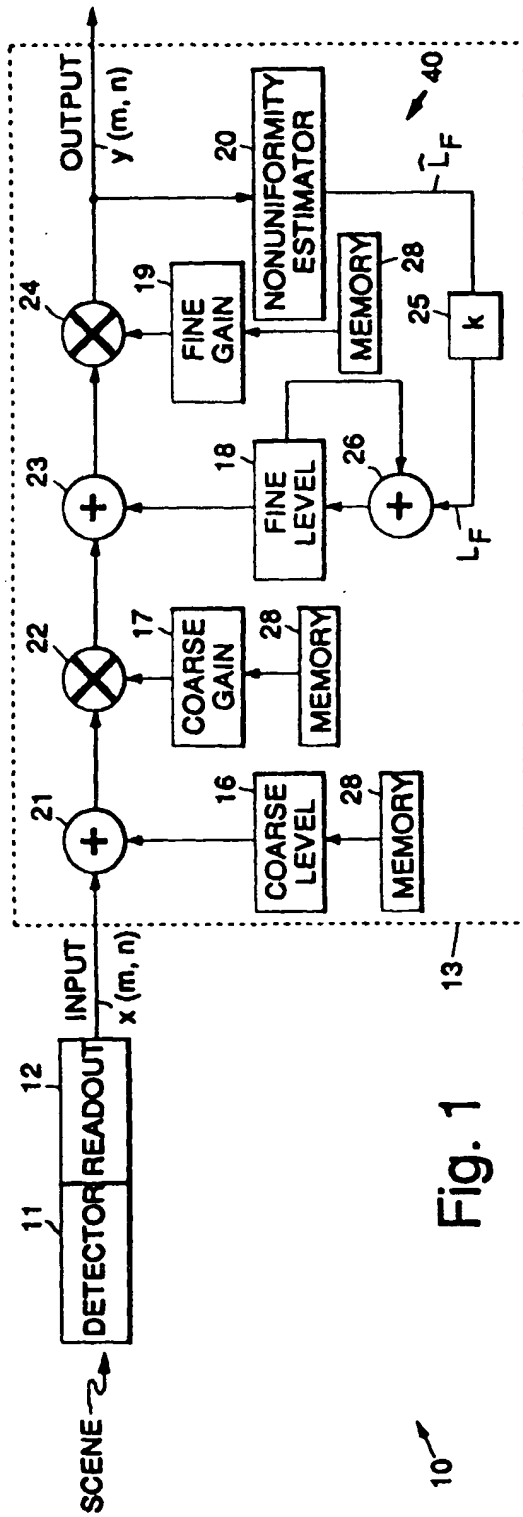 SCENE
11
DETECTOR
12
READOUT
INPUT
x (m, n)
21
+
22
X
23
+
24
X
OUTPUT
y (m, n)
16
COARSE
LEVEL
28
MEMORY
17
COARSE
GAIN
28
MEMORY
18
FINE
LEVEL
26
+
L_F
19
FINE
GAIN
MEMORY
28
20
NONUNIFORMITY
ESTIMATOR
40
L̂_F
25
k
13
10
Fig. 1